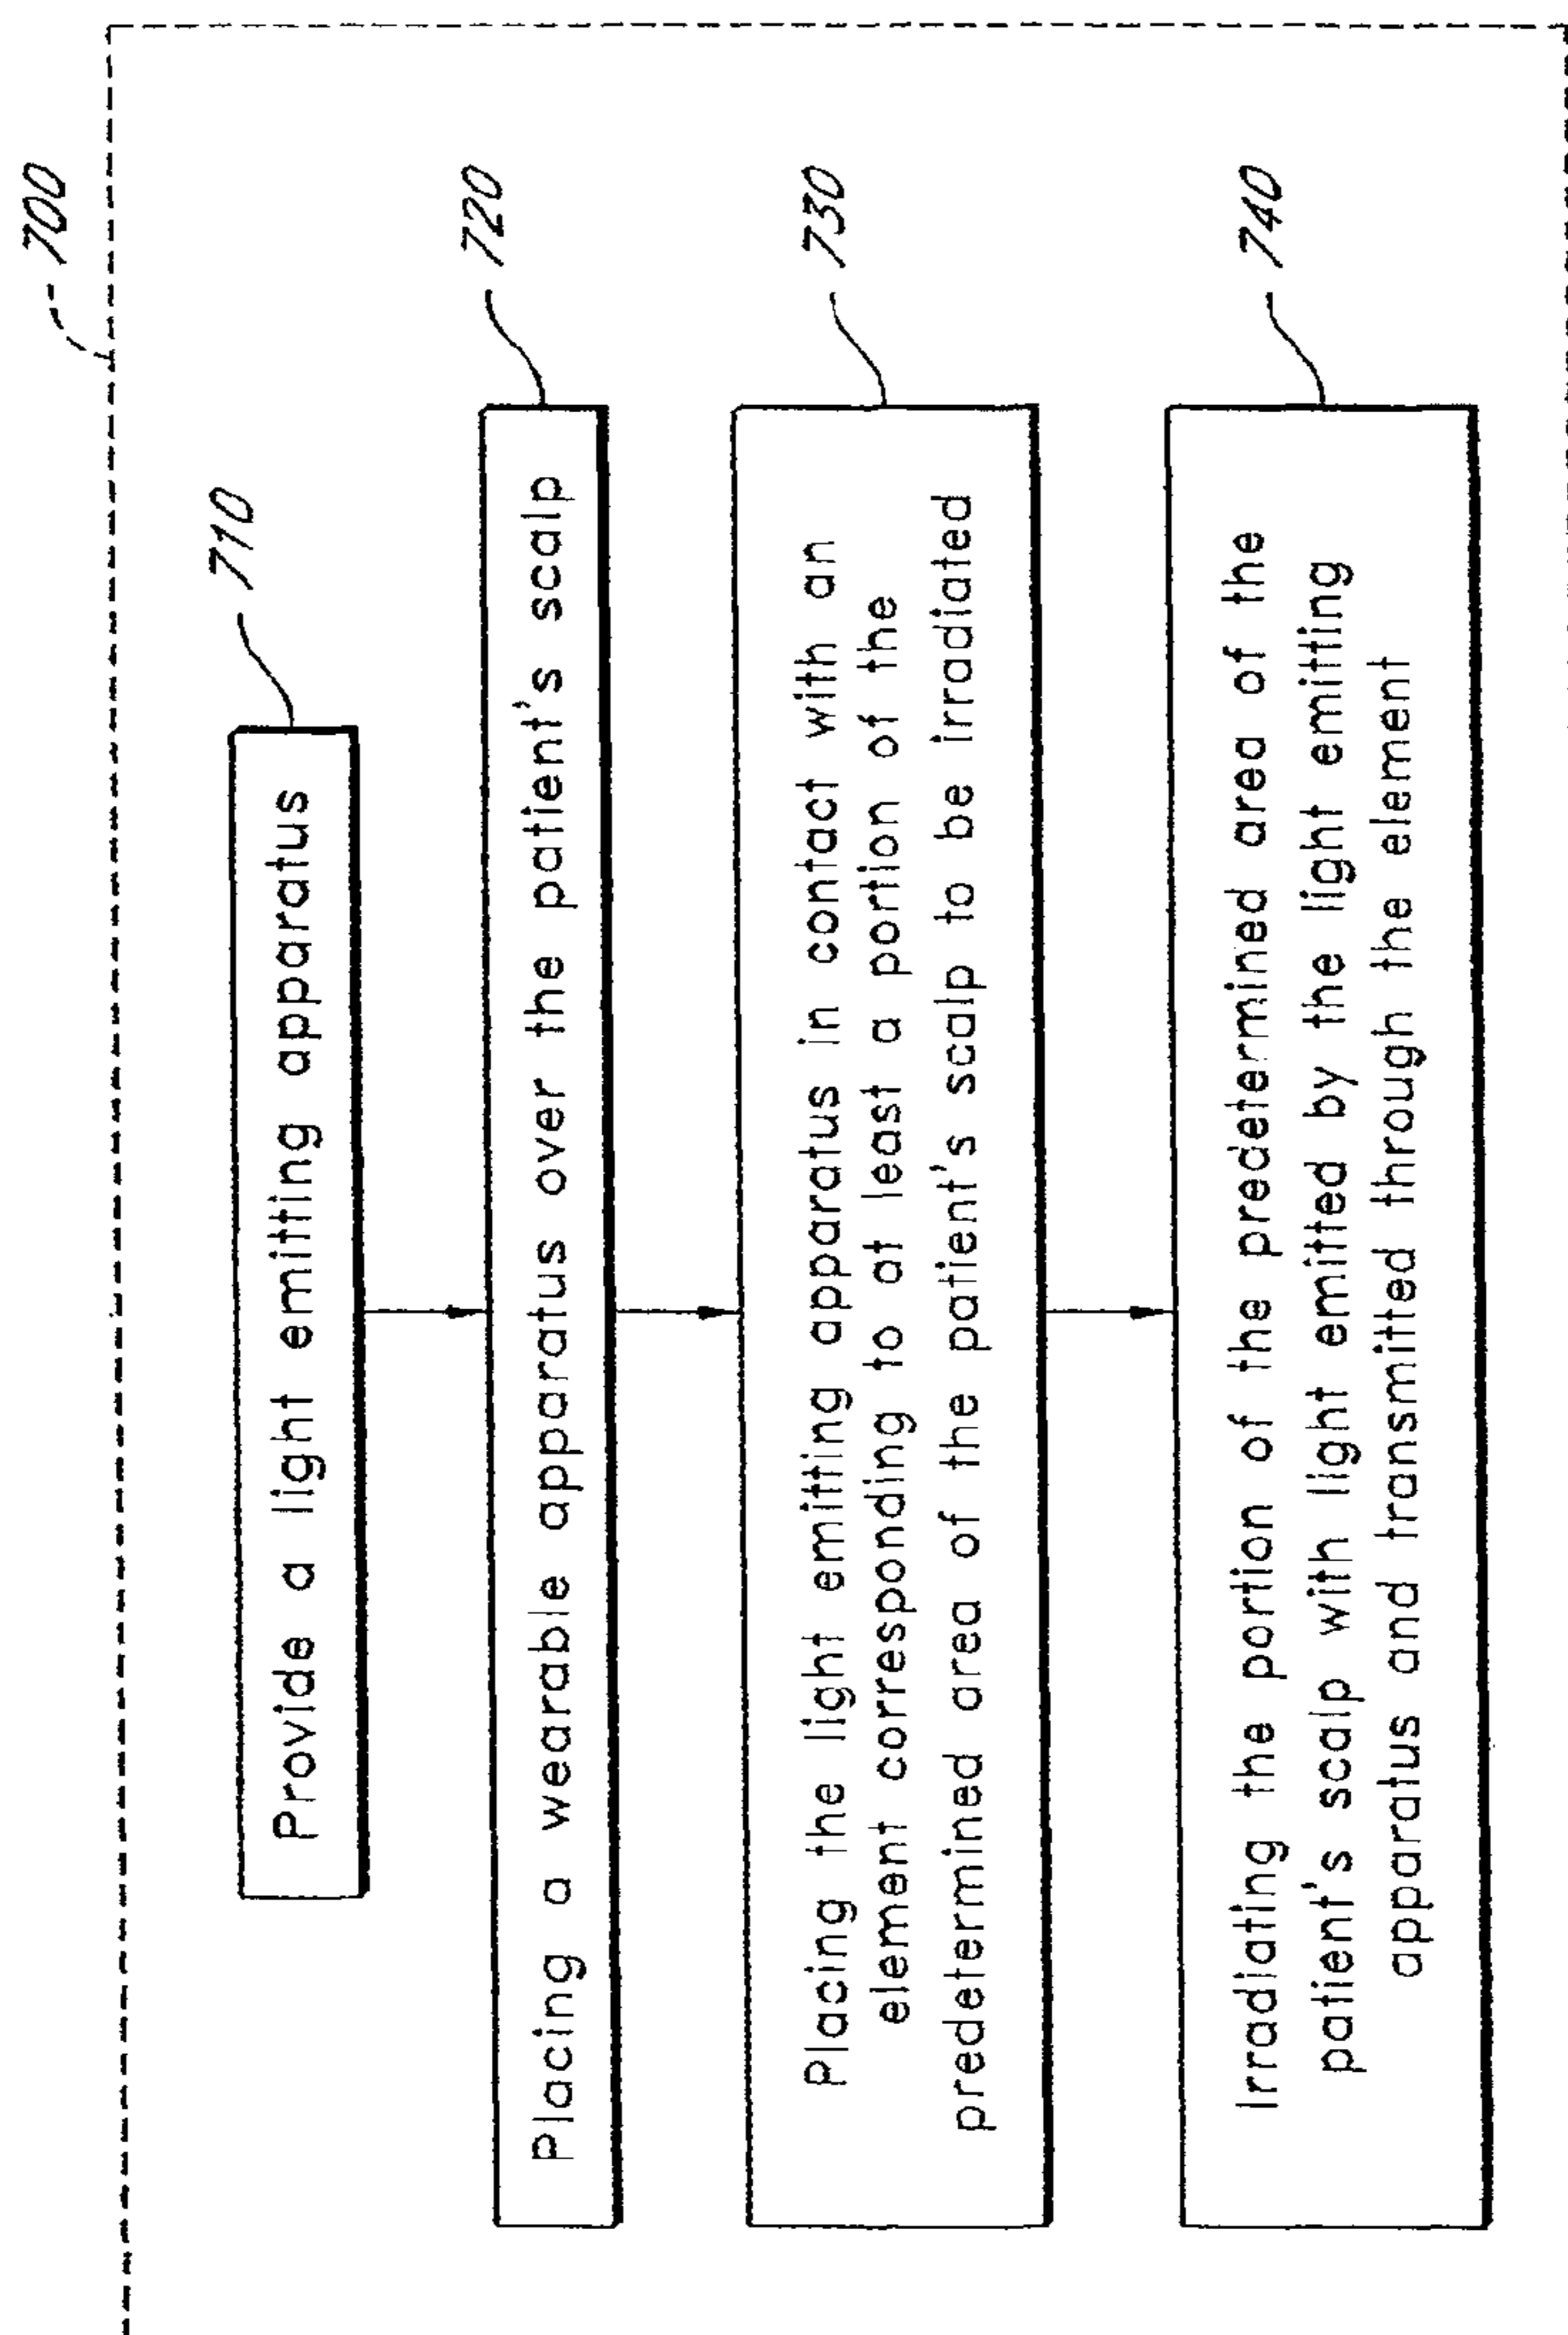 700
710
Provide a light emitting apparatus
720
Placing a wearable apparatus over the patient's scalp
730
Placing the light emitting apparatus in contact with an
element corresponding to at least a portion of the
predetermined area of the patient's scalp to be irradiated
740
Irradiating the portion of the predetermined area of the
patient's scalp with light emitted by the light emitting
apparatus and transmitted through the element